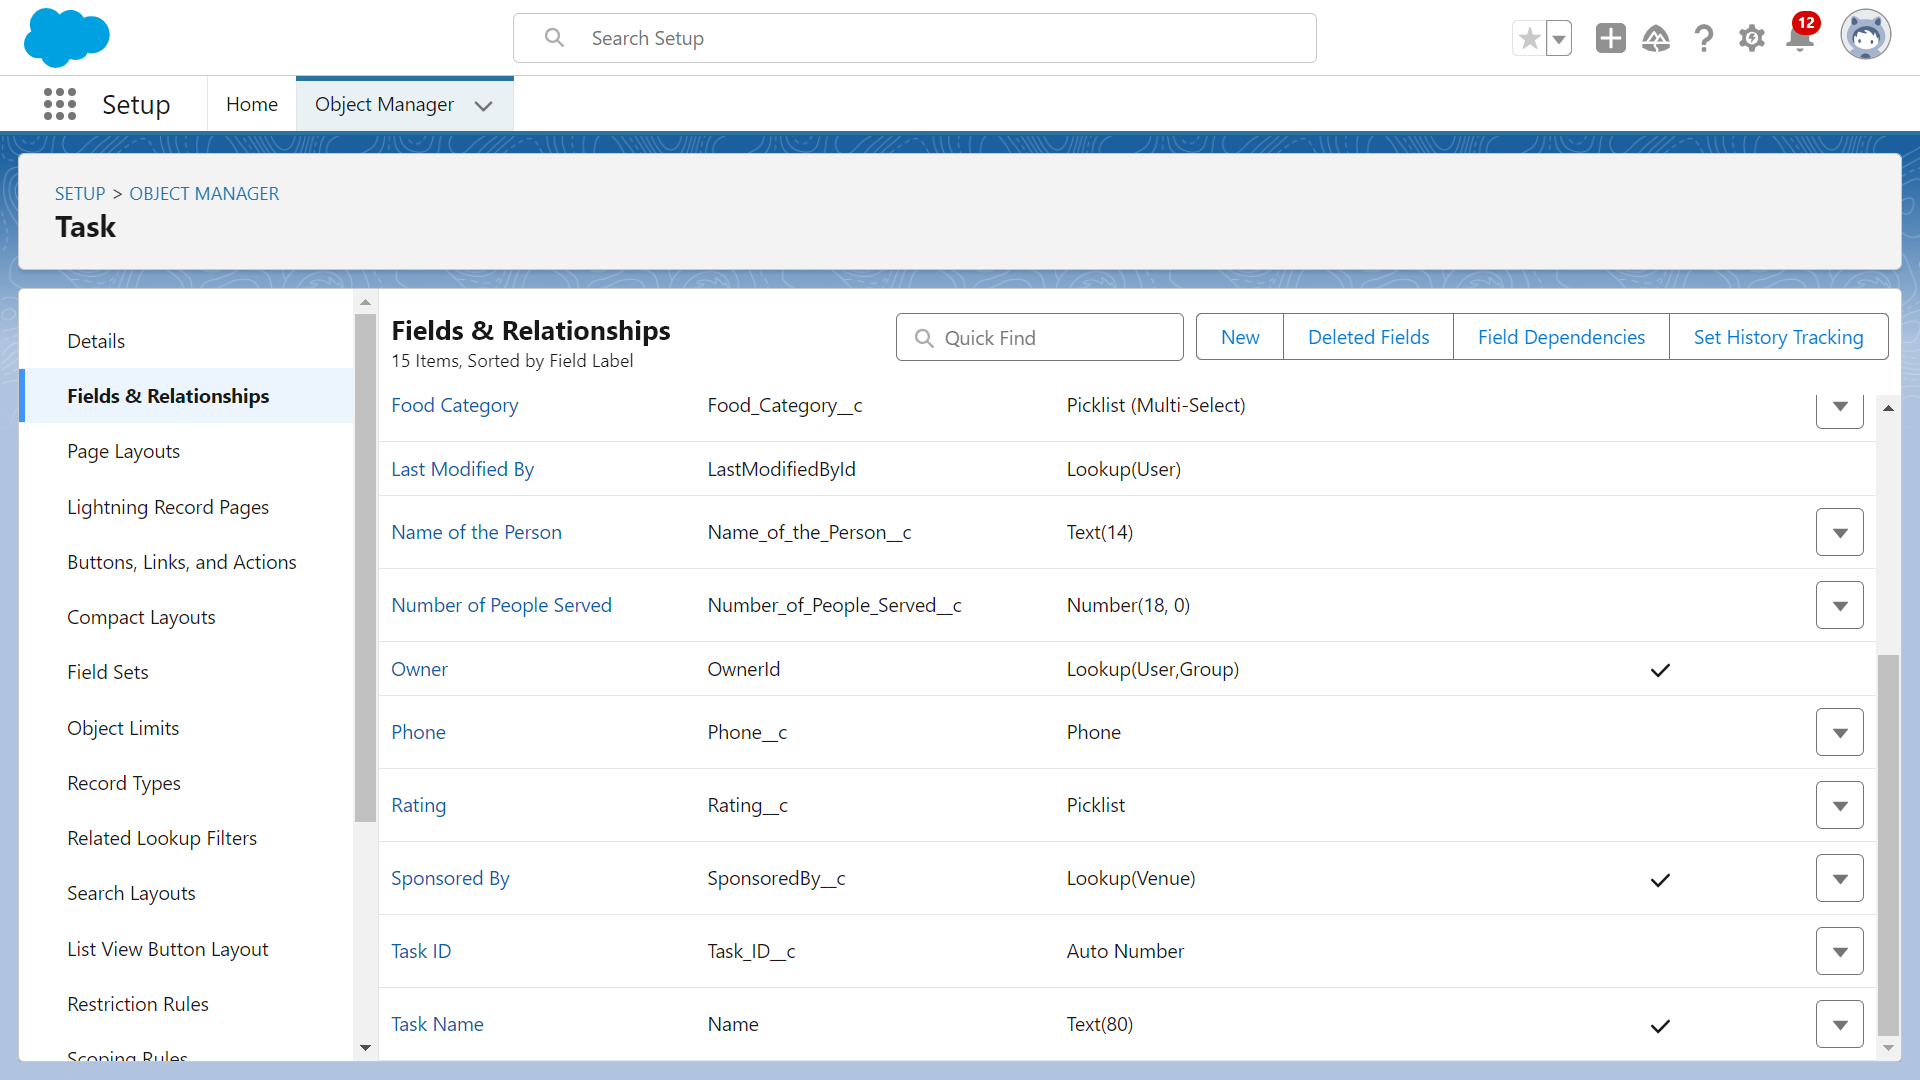 Search Setup
12
Setup
Home
Object Manager
SETUP > OBJECT MANAGER
Task
Details
Fields & Relationships
Page Layouts
Lightning Record Pages
Buttons, Links, and Actions
Compact Layouts
Field Sets
Object Limits
Record Types
Related Lookup Filters
Search Layouts
List View Button Layout
Restriction Rules
Scoping Rules
Fields & Relationships
15 Items, Sorted by Field Label
Quick Find
New
Deleted Fields
Field Dependencies
Set History Tracking
Food Category Food_Category__c Picklist (Multi-Select)
Last Modified By LastModifiedById Lookup(User)
Name of the Person Name_of_the_Person__c Text(14)
Number of People Served Number_of_People_Served__c Number(18, 0)
Owner OwnerId Lookup(User,Group)
Phone Phone__c Phone
Rating Rating__c Picklist
Sponsored By SponsoredBy__c Lookup(Venue)
Task ID Task_ID__c Auto Number
Task Name Name Text(80)